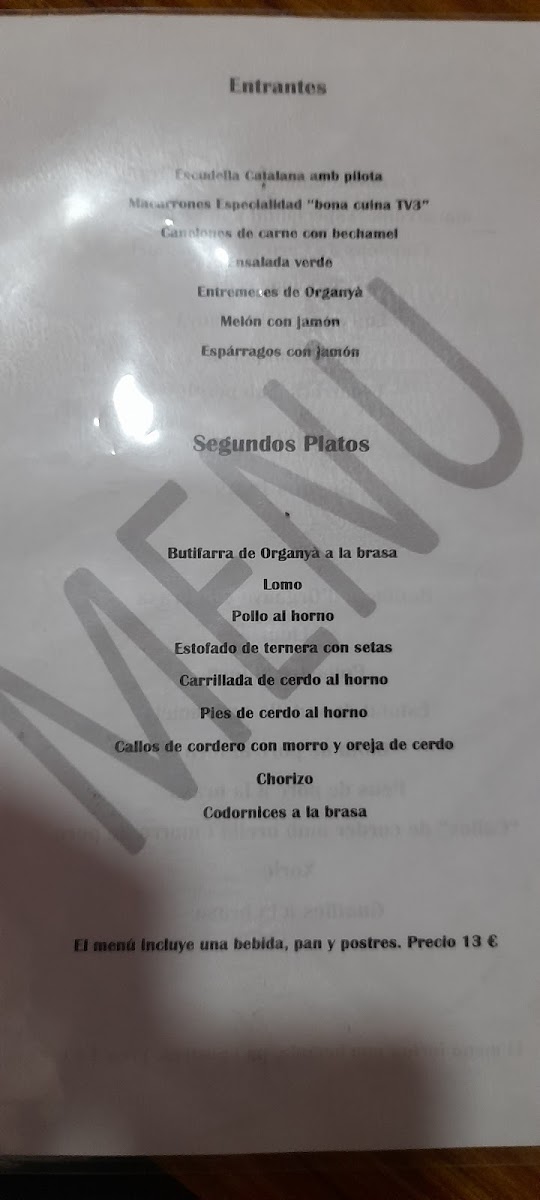 Entrantes
Escudella Catalana amb pilota
Macarrones Especialidad "bona cuina TV3"
Canelones de carne con bechamel
Ensalada verde
Entremeses de Organyà
Melón con jamón
Espárragos con jamón
Segundos Platos
MENU
Butifarra de Organyà a la brasa
Lomo
Pollo al horno
Estofado de ternera con setas
Carrillada de cerdo al horno
Pies de cerdo al horno
Callos de cordero con morro y oreja de cerdo
Chorizo
Codornices a la brasa
El menú incluye una bebida, pan y postres. Precio 13 €